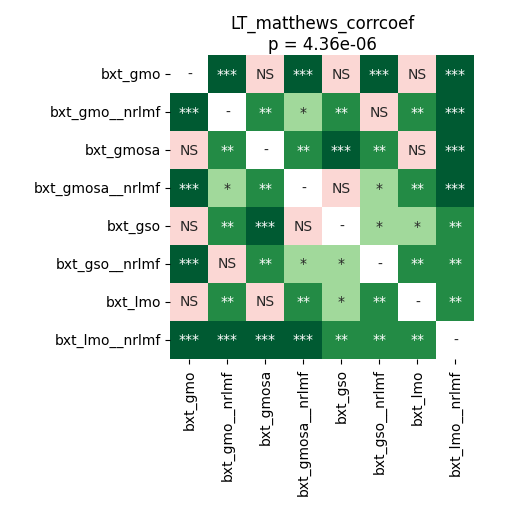 LT_matthews_corrcoef
p = 4.36e-06
bxt_gmo - *** NS *** NS *** NS ***
bxt_gmo__nrlmf *** - ** * ** NS ** ***
bxt_gmosa NS ** - ** *** ** NS ***
bxt_gmosa__nrlmf *** * ** - NS * ** ***
bxt_gso NS ** *** NS - * * **
bxt_gso__nrlmf *** NS ** * * - ** **
bxt_lmo NS ** NS ** * ** - **
bxt_lmo__nrlmf *** *** *** *** ** ** ** -
bxt_gmo
bxt_gmo__nrlmf
bxt_gmosa
bxt_gmosa__nrlmf
bxt_gso
bxt_gso__nrlmf
bxt_lmo
bxt_lmo__nrlmf